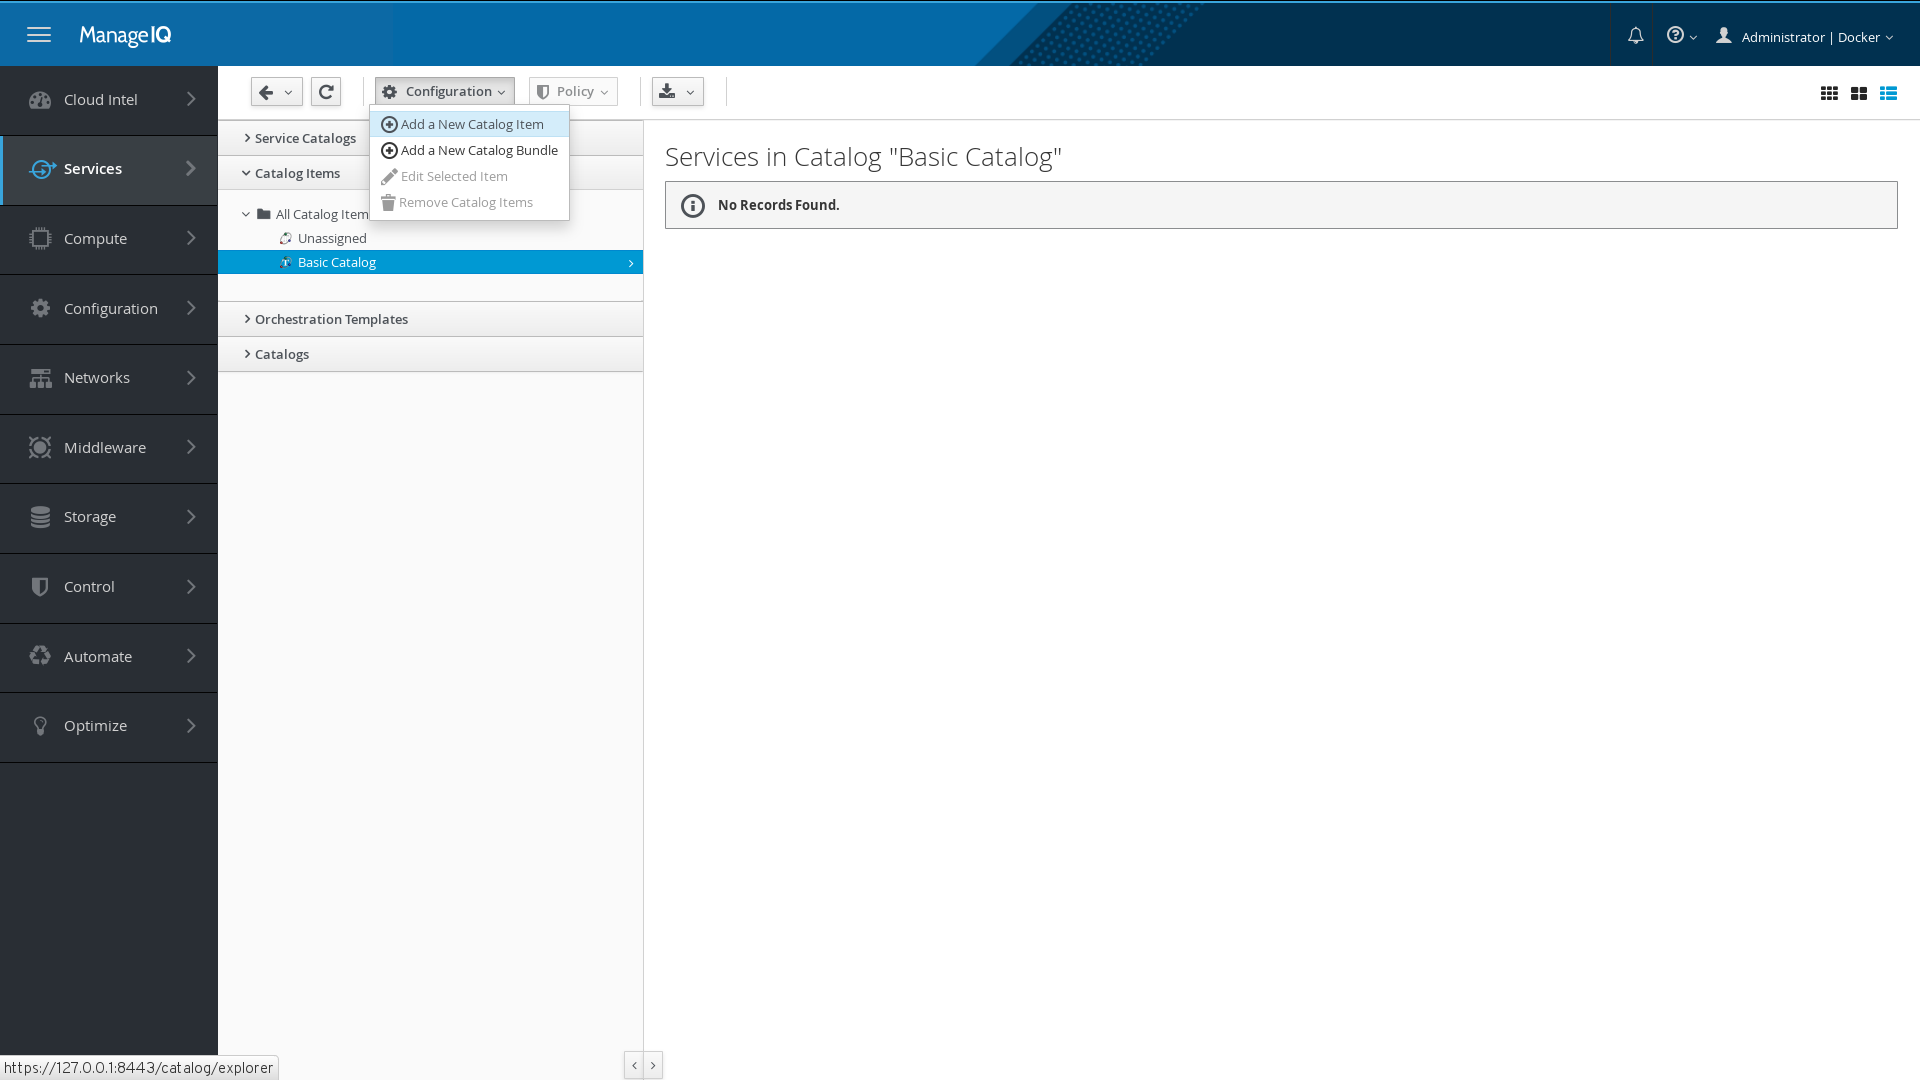 ManageIQ
Administrator | Docker
Configuration
Policy
Cloud Intel
Services
Compute
Configuration
Networks
Middleware
Storage
Control
Automate
Optimize
Add a New Catalog Item
Add a New Catalog Bundle
Edit Selected Item
Remove Catalog Items
Service Catalogs
Catalog Items
All Catalog Item
Unassigned
Basic Catalog
Orchestration Templates
Catalogs
Services in Catalog "Basic Catalog"
No Records Found.
https://127.0.0.1:8443/catalog/explorer